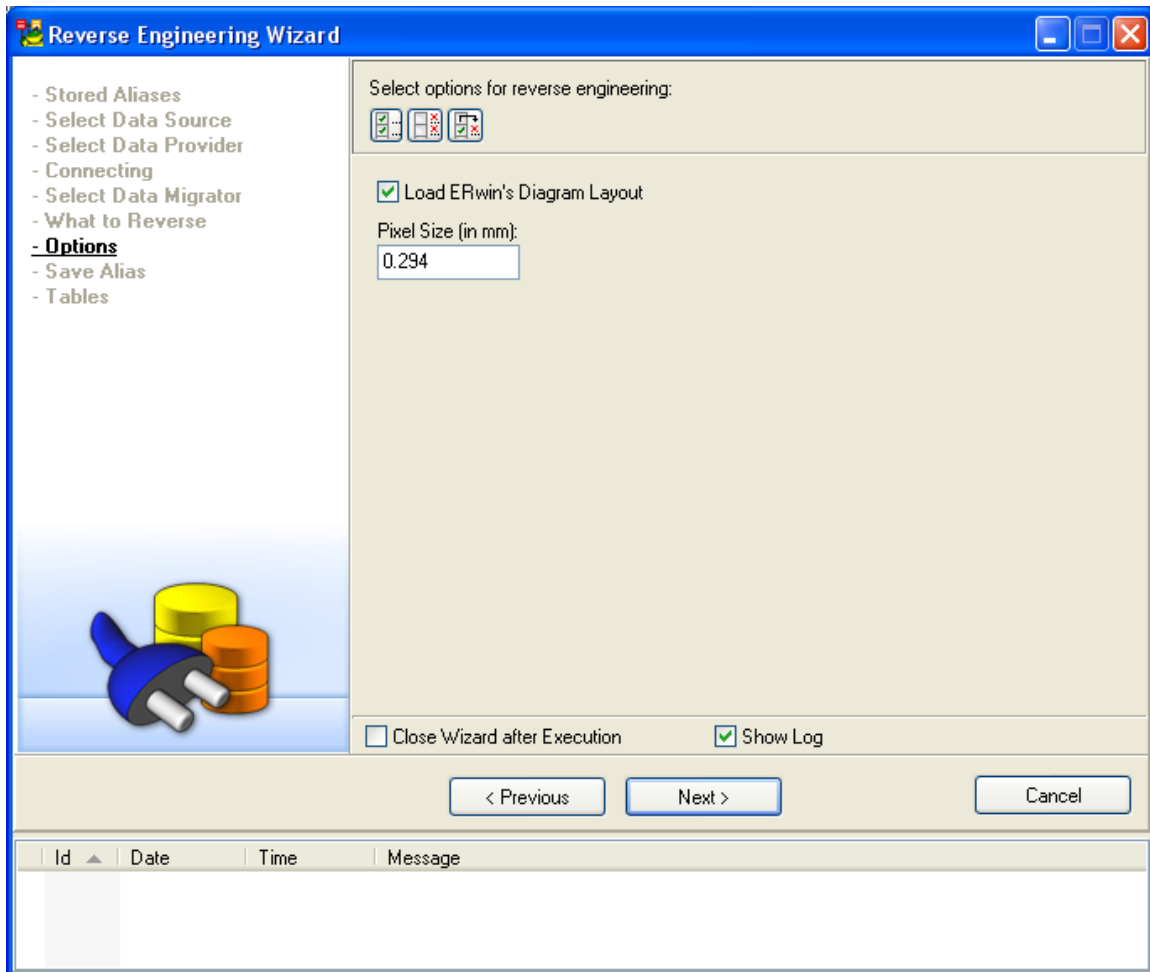 Reverse Engineering Wizard
- Stored Aliases
- Select Data Source
- Select Data Provider
- Connecting
- Select Data Migrator
- What to Reverse
- Options
- Save Alias
- Tables
Select options for reverse engineering:
Load ERwin's Diagram Layout
Pixel Size (in mm):
0.294
Close Wizard after Execution
Show Log
< Previous
Next >
Cancel
Id Date Time Message